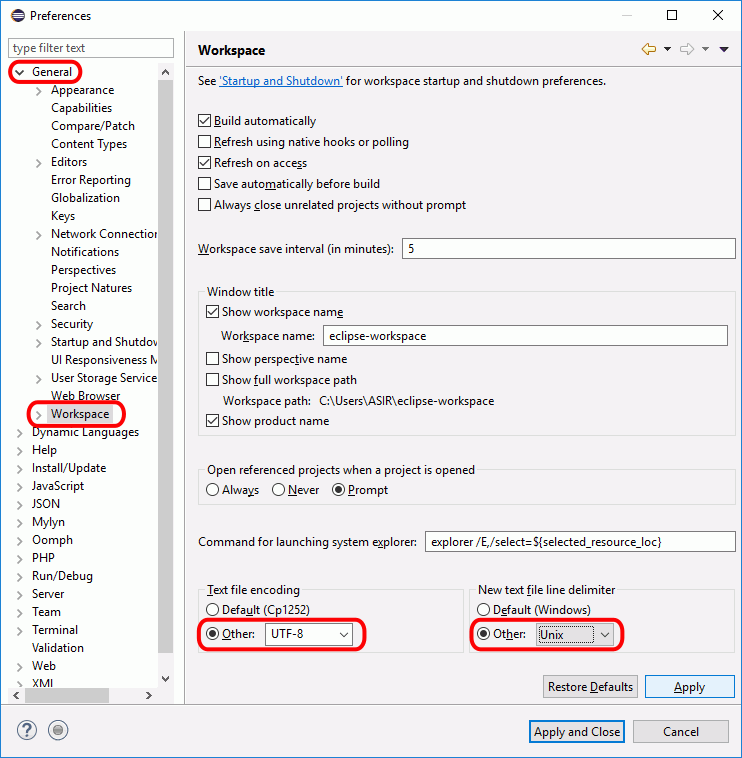 Preferences
type filter text
General
Appearance
Capabilities
Compare/Patch
Content Types
Editors
Error Reporting
Globalization
Keys
Network Connection
Notifications
Perspectives
Project Natures
Search
Security
Startup and Shutdow
UI Responsiveness M
User Storage Service
Web Browser
Workspace
Dynamic Languages
Help
Install/Update
JavaScript
JSON
Mylyn
Oomph
PHP
Run/Debug
Server
Team
Terminal
Validation
Web
XML
Workspace
See 'Startup and Shutdown' for workspace startup and shutdown preferences.
Build automatically
Refresh using native hooks or polling
Refresh on access
Save automatically before build
Always close unrelated projects without prompt
Workspace save interval (in minutes): 5
Window title
Show workspace name
Workspace name: eclipse-workspace
Show perspective name
Show full workspace path
Workspace path: C:\Users\ASIR\eclipse-workspace
Show product name
Open referenced projects when a project is opened
Always Never Prompt
Command for launching system explorer: explorer /E,/select=${selected_resource_loc}
Text file encoding
Default (Cp1252)
Other: UTF-8
New text file line delimiter
Default (Windows)
Other: Unix
Restore Defaults Apply
? Apply and Close Cancel